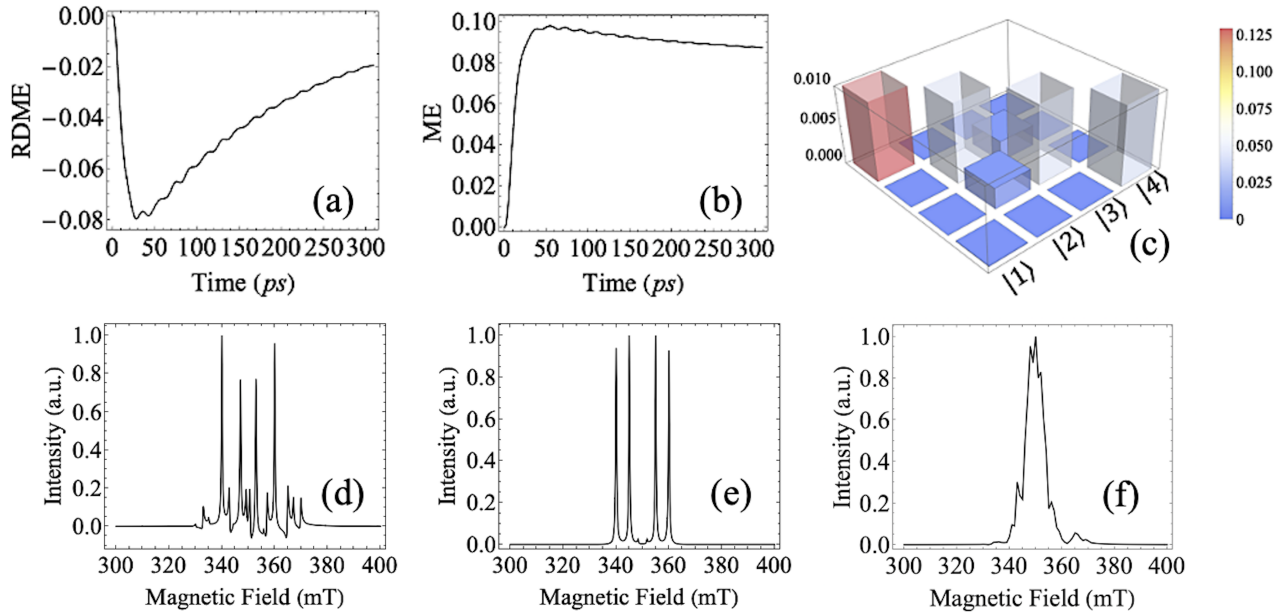 RDME
0.00
−0.02
−0.04
−0.06
−0.08
0 50 100 150 200 250 300
Time (ps)
(a)
ME
0.10
0.08
0.06
0.04
0.02
0.00
0 50 100 150 200 250 300
Time (ps)
(b)
0.010
0.005
0.000
|1⟩ |2⟩ |3⟩ |4⟩
(c)
0.125
0.100
0.075
0.050
0.025
0
Intensity (a.u.)
1.0
0.8
0.6
0.4
0.2
0.0
300 320 340 360 380 400
Magnetic Field (mT)
(d)
Intensity (a.u.)
1.0
0.8
0.6
0.4
0.2
0.0
300 320 340 360 380 400
Magnetic Field (mT)
(e)
Intensity (a.u.)
1.0
0.8
0.6
0.4
0.2
0.0
300 320 340 360 380 400
Magnetic Field (mT)
(f)